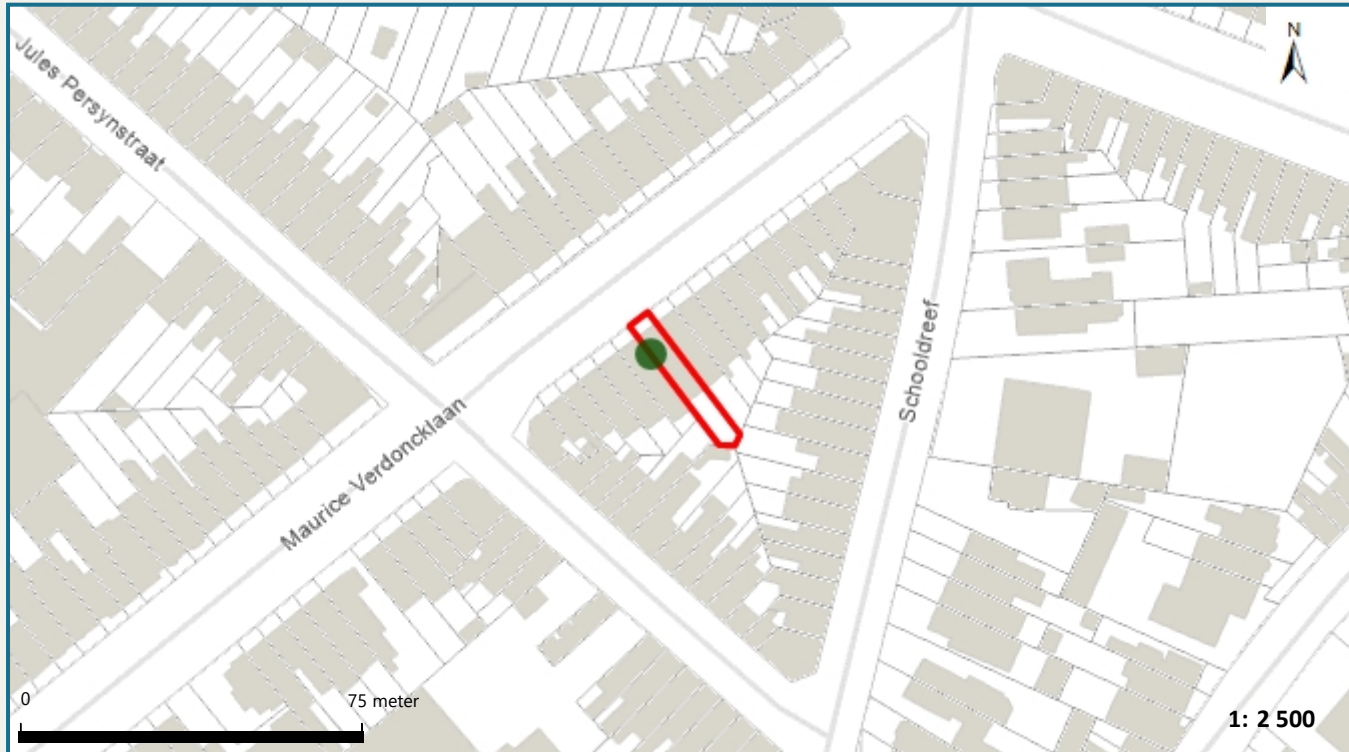 N
Jules Persynstraat
Schooldreef
Maurice Verdoncklaan
0
75 meter
1: 2 500